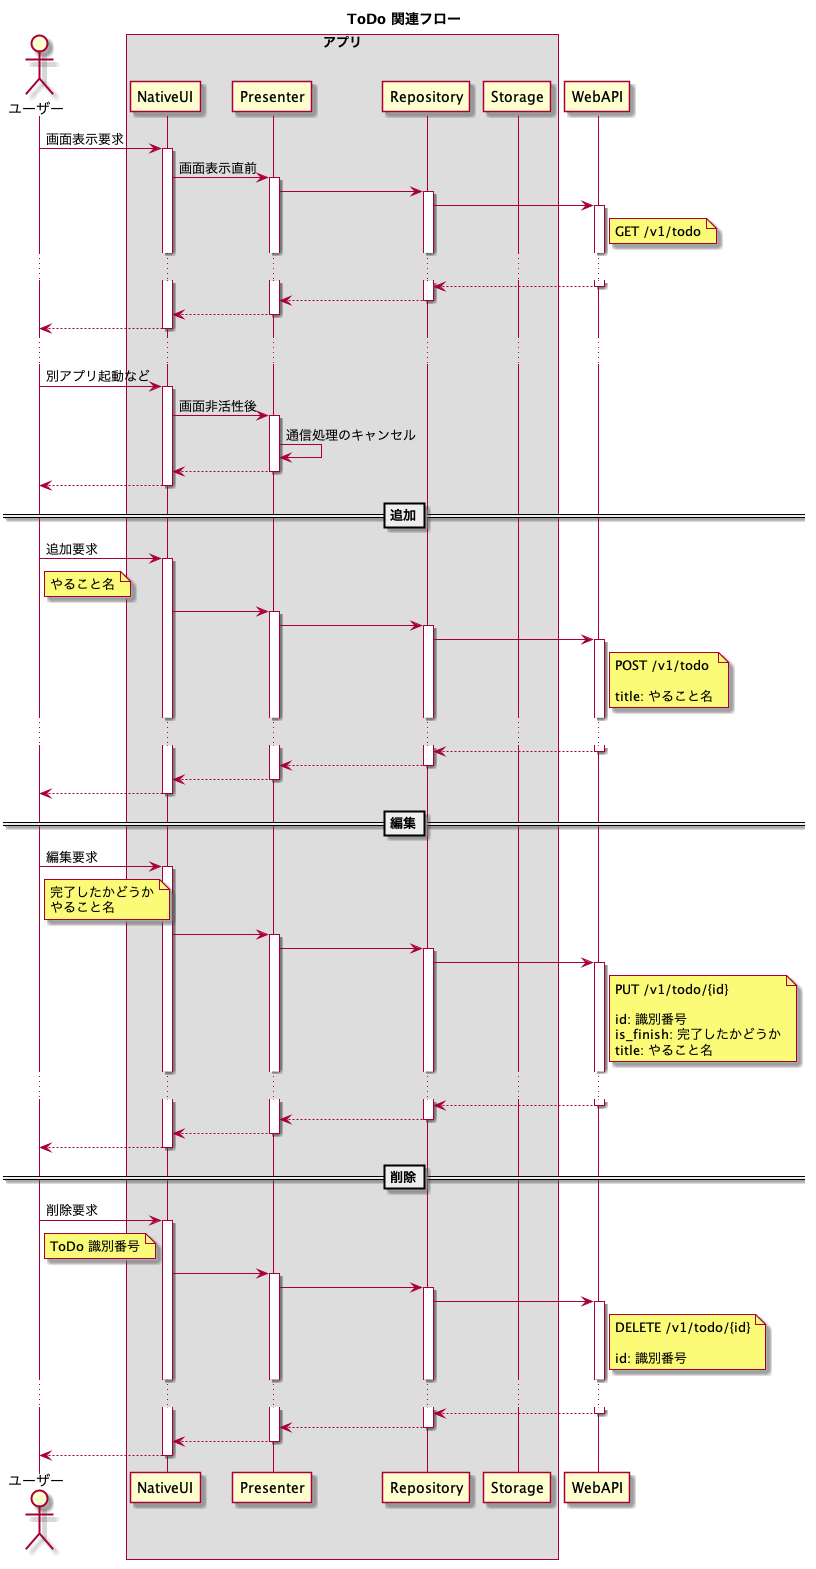 ToDo 関連フロー
アプリ
ユーザー
NativeUI
Presenter
Repository
Storage
WebAPI
画面表示要求
画面表示直前
GET /v1/todo
別アプリ起動など
画面非活性後
通信処理のキャンセル
追加
追加要求
やること名
POST /v1/todo
title: やること名
編集
編集要求
完了したかどうか
やること名
PUT /v1/todo/{id}
id: 識別番号
is_finish: 完了したかどうか
title: やること名
削除
削除要求
ToDo 識別番号
DELETE /v1/todo/{id}
id: 識別番号
ユーザー
NativeUI
Presenter
Repository
Storage
WebAPI